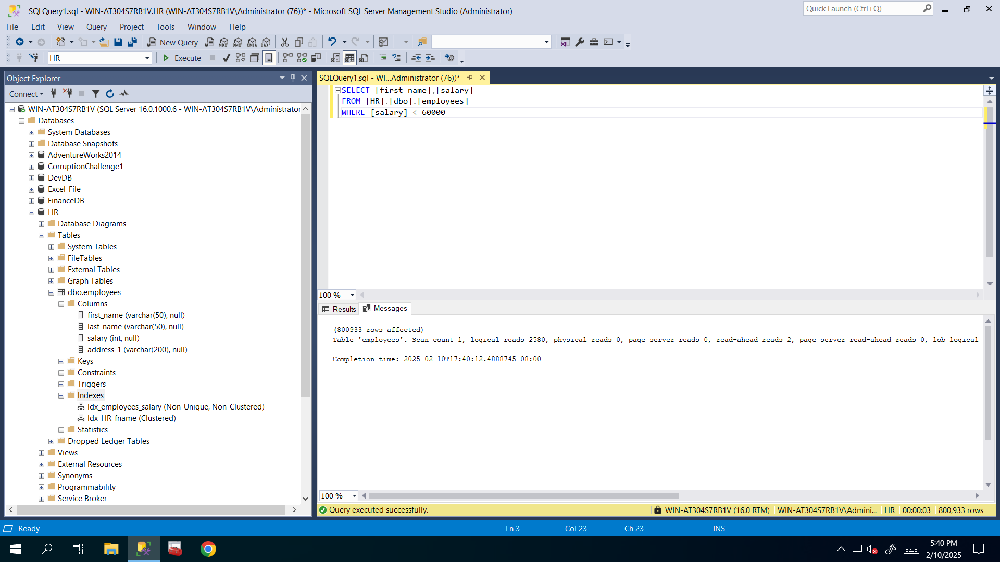 SQLQuery1.sql - WIN-AT304S7RB1V.HR (WIN-AT304S7RB1V\Administrator (76))* - Microsoft SQL Server Management Studio (Administrator)
Quick Launch (Ctrl+Q)
File Edit View Query Project Tools Window Help
New Query MDX DMX XMLA DAX
HR Execute
Object Explorer
Connect
WIN-AT304S7RB1V (SQL Server 16.0.1000.6 - WIN-AT304S7RB1V\Administrator
Databases
System Databases
Database Snapshots
AdventureWorks2014
CorruptionChallenge1
DevDB
Excel_File
FinanceDB
HR
Database Diagrams
Tables
System Tables
FileTables
External Tables
Graph Tables
dbo.employees
Columns
first_name (varchar(50), null)
last_name (varchar(50), null)
salary (int, null)
address_1 (varchar(200), null)
Keys
Constraints
Triggers
Indexes
Idx_employees_salary (Non-Unique, Non-Clustered)
Idx_HR_fname (Clustered)
Statistics
Dropped Ledger Tables
Views
External Resources
Synonyms
Programmability
Service Broker
SQLQuery1.sql - WI...Administrator (76))*
SELECT [first_name],[salary]
FROM [HR].[dbo].[employees]
WHERE [salary] < 60000
100 %
Results Messages
(800933 rows affected)
Table 'employees'. Scan count 1, logical reads 2580, physical reads 0, page server reads 0, read-ahead reads 2, page server read-ahead reads 0, lob logical
Completion time: 2025-02-10T17:40:12.4888745-08:00
100 %
Query executed successfully. WIN-AT304S7RB1V (16.0 RTM) WIN-AT304S7RB1V\Admini... HR 00:00:03 800,933 rows
Ready Ln 3 Col 23 Ch 23 INS
5:40 PM
2/10/2025